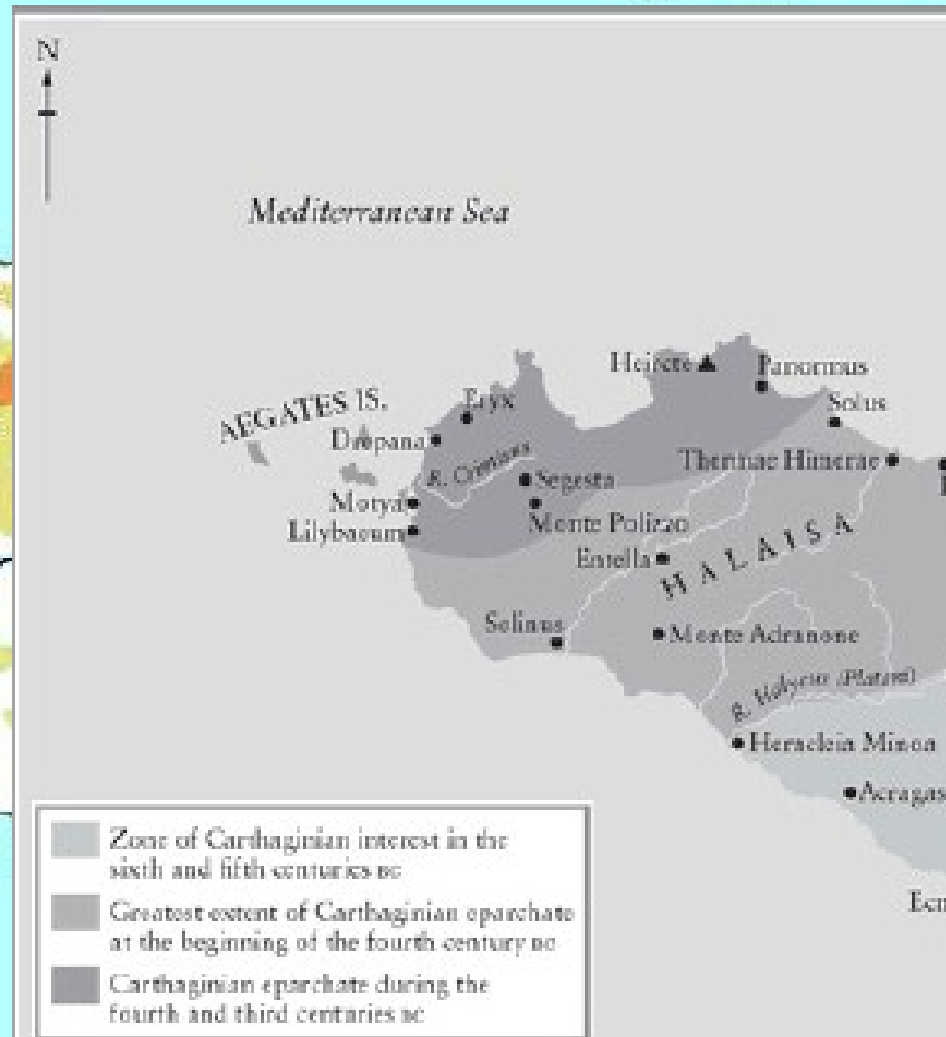 N
Mediterranean Sea
Heircte
Panormus
AEGATES IS.
Eryx
Solus
Drepana
R. Crimisus
Thermae Himerae
Segesta
Motya
Monte Polizzo
Lilybaeum
Entella
HALAISA
Selinus
Monte Adranone
R. Halycus (Platani)
Heracleia Minoa
Acragas
Zone of Carthaginian interest in the
sixth and fifth centuries BC
Greatest extent of Carthaginian eparchate
at the beginning of the fourth century BC
Carthaginian eparchate during the
fourth and third centuries BC
Ecn